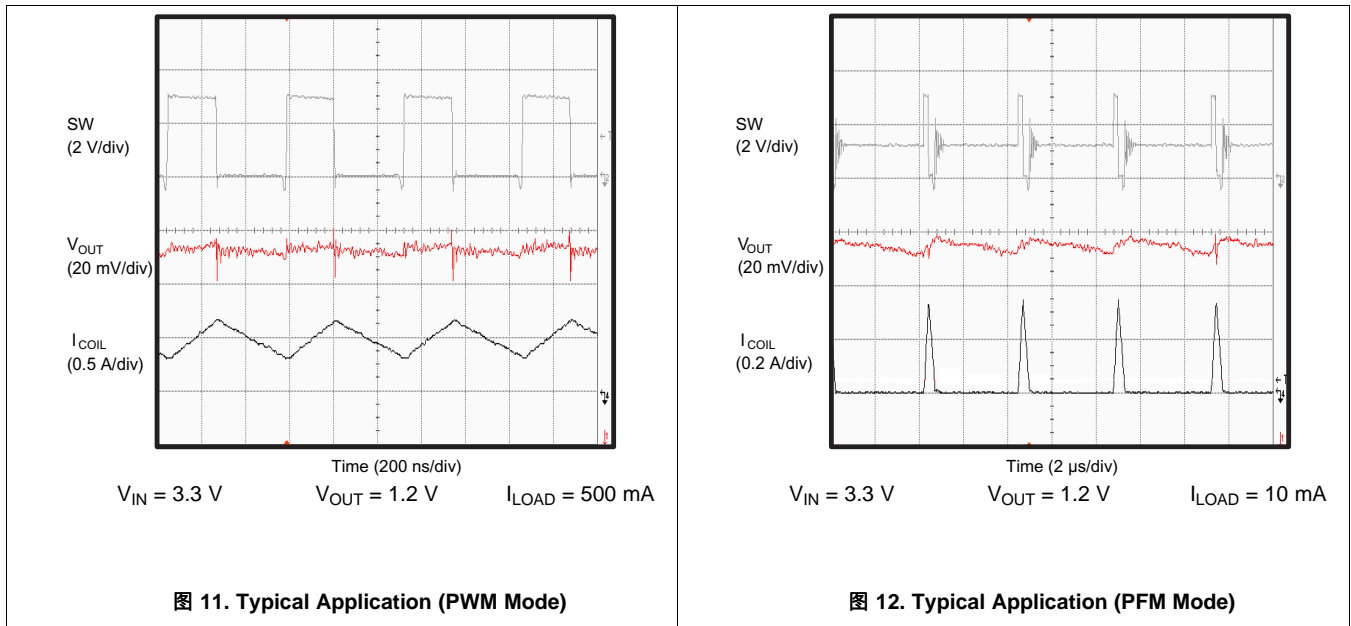 SW
(2 V/div)
VOUT
(20 mV/div)
I COIL
(0.5 A/div)
Time (200 ns/div)
VIN = 3.3 V VOUT = 1.2 V ILOAD = 500 mA
图 11. Typical Application (PWM Mode)
SW
(2 V/div)
VOUT
(20 mV/div)
I COIL
(0.2 A/div)
Time (2 µs/div)
VIN = 3.3 V VOUT = 1.2 V ILOAD = 10 mA
图 12. Typical Application (PFM Mode)